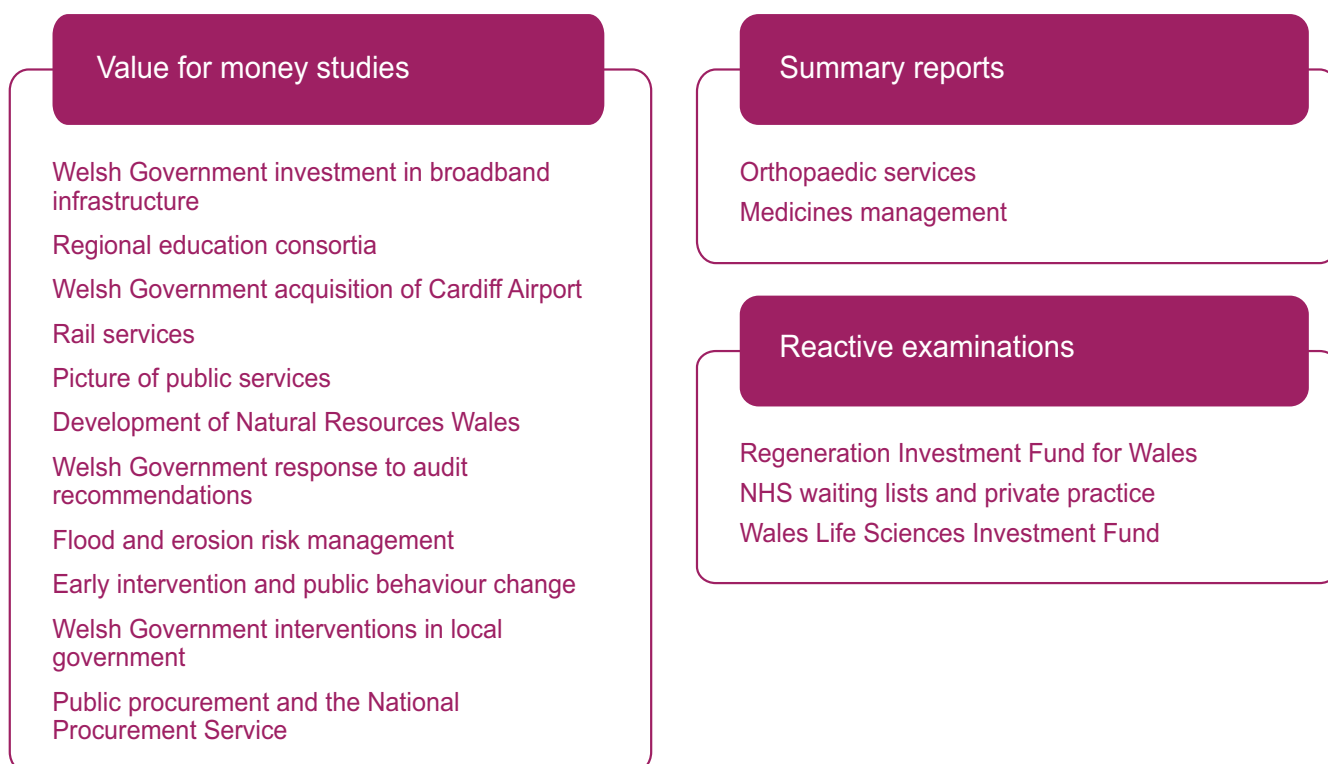 Value for money studies
Welsh Government investment in broadband
infrastructure
Regional education consortia
Welsh Government acquisition of Cardiff Airport
Rail services
Picture of public services
Development of Natural Resources Wales
Welsh Government response to audit
recommendations
Flood and erosion risk management
Early intervention and public behaviour change
Welsh Government interventions in local
government
Public procurement and the National
Procurement Service
Summary reports
Orthopaedic services
Medicines management
Reactive examinations
Regeneration Investment Fund for Wales
NHS waiting lists and private practice
Wales Life Sciences Investment Fund